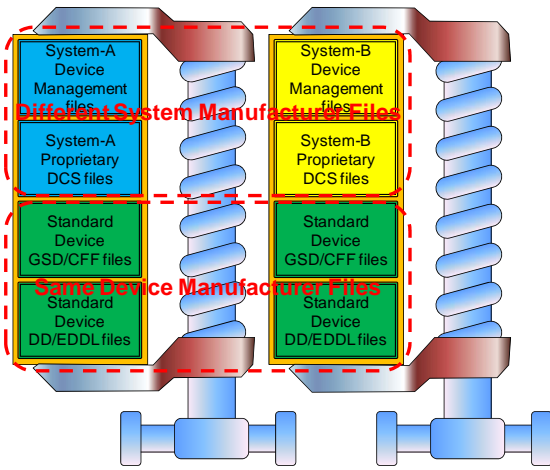 System-A
Device
Management
files
System-B
Device
Management
files
Different System Manufacturer Files
System-A
Proprietary
DCS files
System-B
Proprietary
DCS files
Standard
Device
GSD/CFF files
Standard
Device
GSD/CFF files
Same Device Manufacturer Files
Standard
Device
DD/EDDL files
Standard
Device
DD/EDDL files